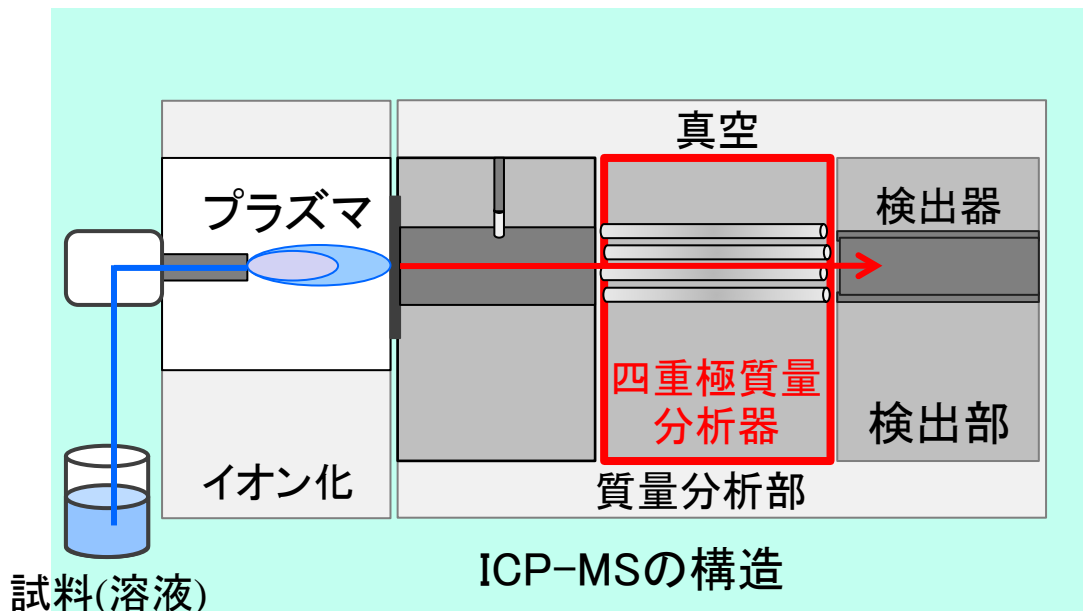 真空
プラズマ
検出器
四重極質量
分析器
検出部
イオン化
質量分析部
ICP-MSの構造
試料(溶液)